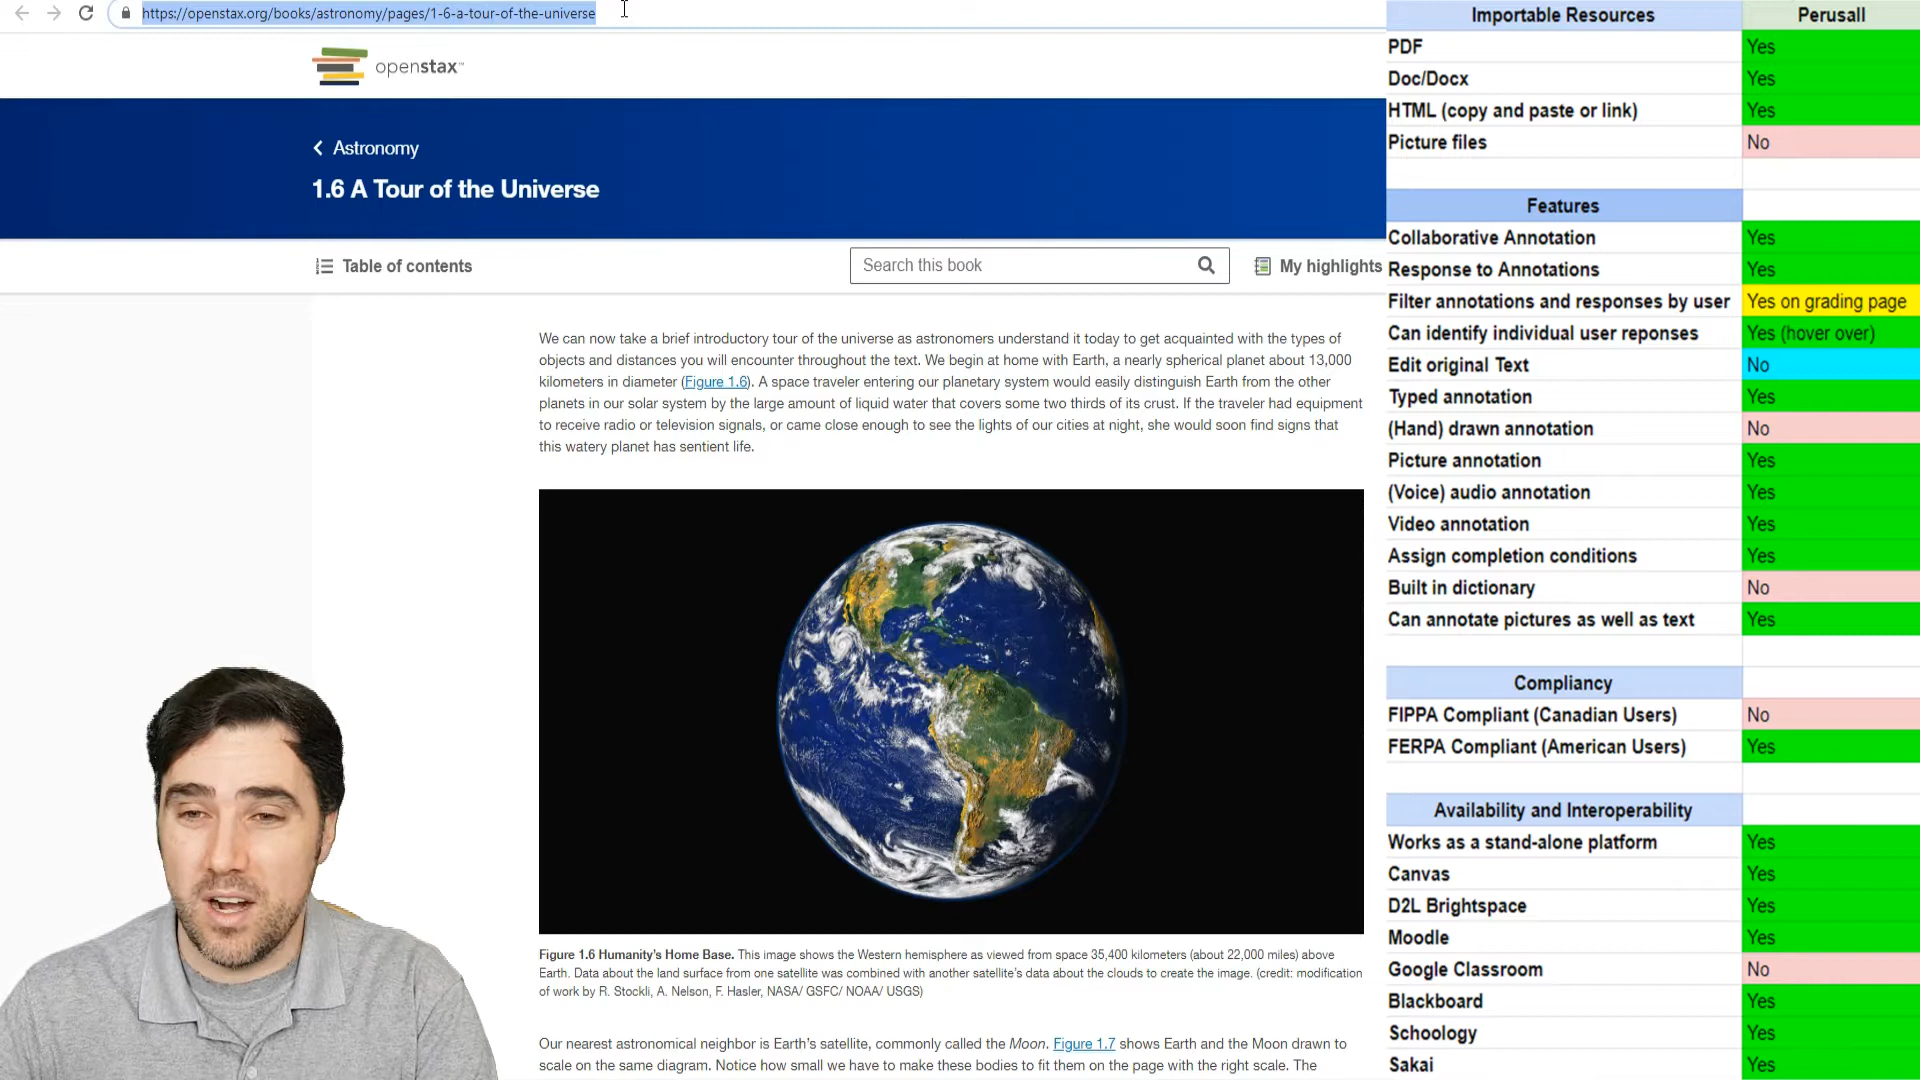 https://openstax.org/books/astronomy/pages/1-6-a-tour-of-the-universe
openstax™
Astronomy
1.6 A Tour of the Universe
Table of contents
Search this book
My highlights
We can now take a brief introductory tour of the universe as astronomers understand it today to get acquainted with the types of
objects and distances you will encounter throughout the text. We begin at home with Earth, a nearly spherical planet about 13,000
kilometers in diameter (Figure 1.6). A space traveler entering our planetary system would easily distinguish Earth from the other
planets in our solar system by the large amount of liquid water that covers some two thirds of its crust. If the traveler had equipment
to receive radio or television signals, or came close enough to see the lights of our cities at night, she would soon find signs that
this watery planet has sentient life.
Figure 1.6 Humanity's Home Base. This image shows the Western hemisphere as viewed from space 35,400 kilometers (about 22,000 miles) above
Earth. Data about the land surface from one satellite was combined with another satellite's data about the clouds to create the image. (credit: modification
of work by R. Stockli, A. Nelson, F. Hasler, NASA/ GSFC/ NOAA/ USGS)
Our nearest astronomical neighbor is Earth's satellite, commonly called the Moon. Figure 1.7 shows Earth and the Moon drawn to
scale on the same diagram. Notice how small we have to make these bodies to fit them on the page with the right scale. The
Importable Resources Perusall
PDF Yes
Doc/Docx Yes
HTML (copy and paste or link) Yes
Picture files No
Features
Collaborative Annotation Yes
Response to Annotations Yes
Filter annotations and responses by user Yes on grading page
Can identify individual user reponses Yes (hover over)
Edit original Text No
Typed annotation Yes
(Hand) drawn annotation No
Picture annotation Yes
(Voice) audio annotation Yes
Video annotation Yes
Assign completion conditions Yes
Built in dictionary No
Can annotate pictures as well as text Yes
Compliancy
FIPPA Compliant (Canadian Users) No
FERPA Compliant (American Users) Yes
Availability and Interoperability
Works as a stand-alone platform Yes
Canvas Yes
D2L Brightspace Yes
Moodle Yes
Google Classroom No
Blackboard Yes
Schoology Yes
Sakai Yes